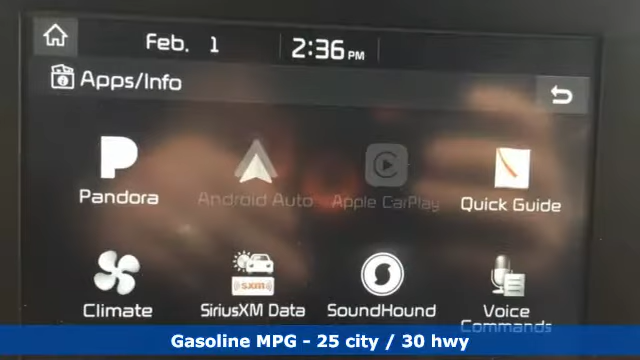 Feb. 1 2:36 PM
Apps/Info
Pandora Android Auto Apple CarPlay Quick Guide
sxm
Climate SiriusXM Data SoundHound Voice Commands
Gasoline MPG - 25 city / 30 hwy